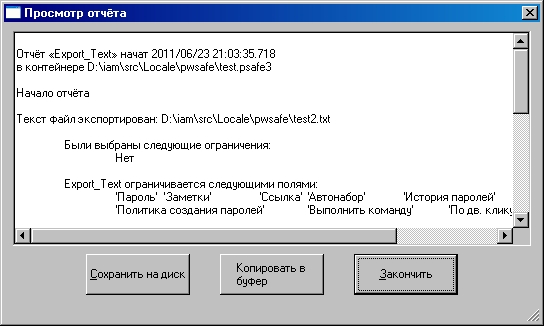 Просмотр отчёта
Отчёт «Export_Text» начат 2011/06/23 21:03:35.718
в контейнере D:\iam\src\Locale\pwsafe\test.psafe3
Начало отчёта
Текст файл экспортирован: D:\iam\src\Locale\pwsafe\test2.txt
Были выбраны следующие ограничения:
Нет
Export_Text ограничивается следующими полями:
'Пароль' 'Заметки' 'Ссылка' 'Автонабор' 'История паролей'
'Политика создания паролей' 'Выполнить команду' 'По дв. клику
Сохранить на диск
Копировать в
буфер
Закончить